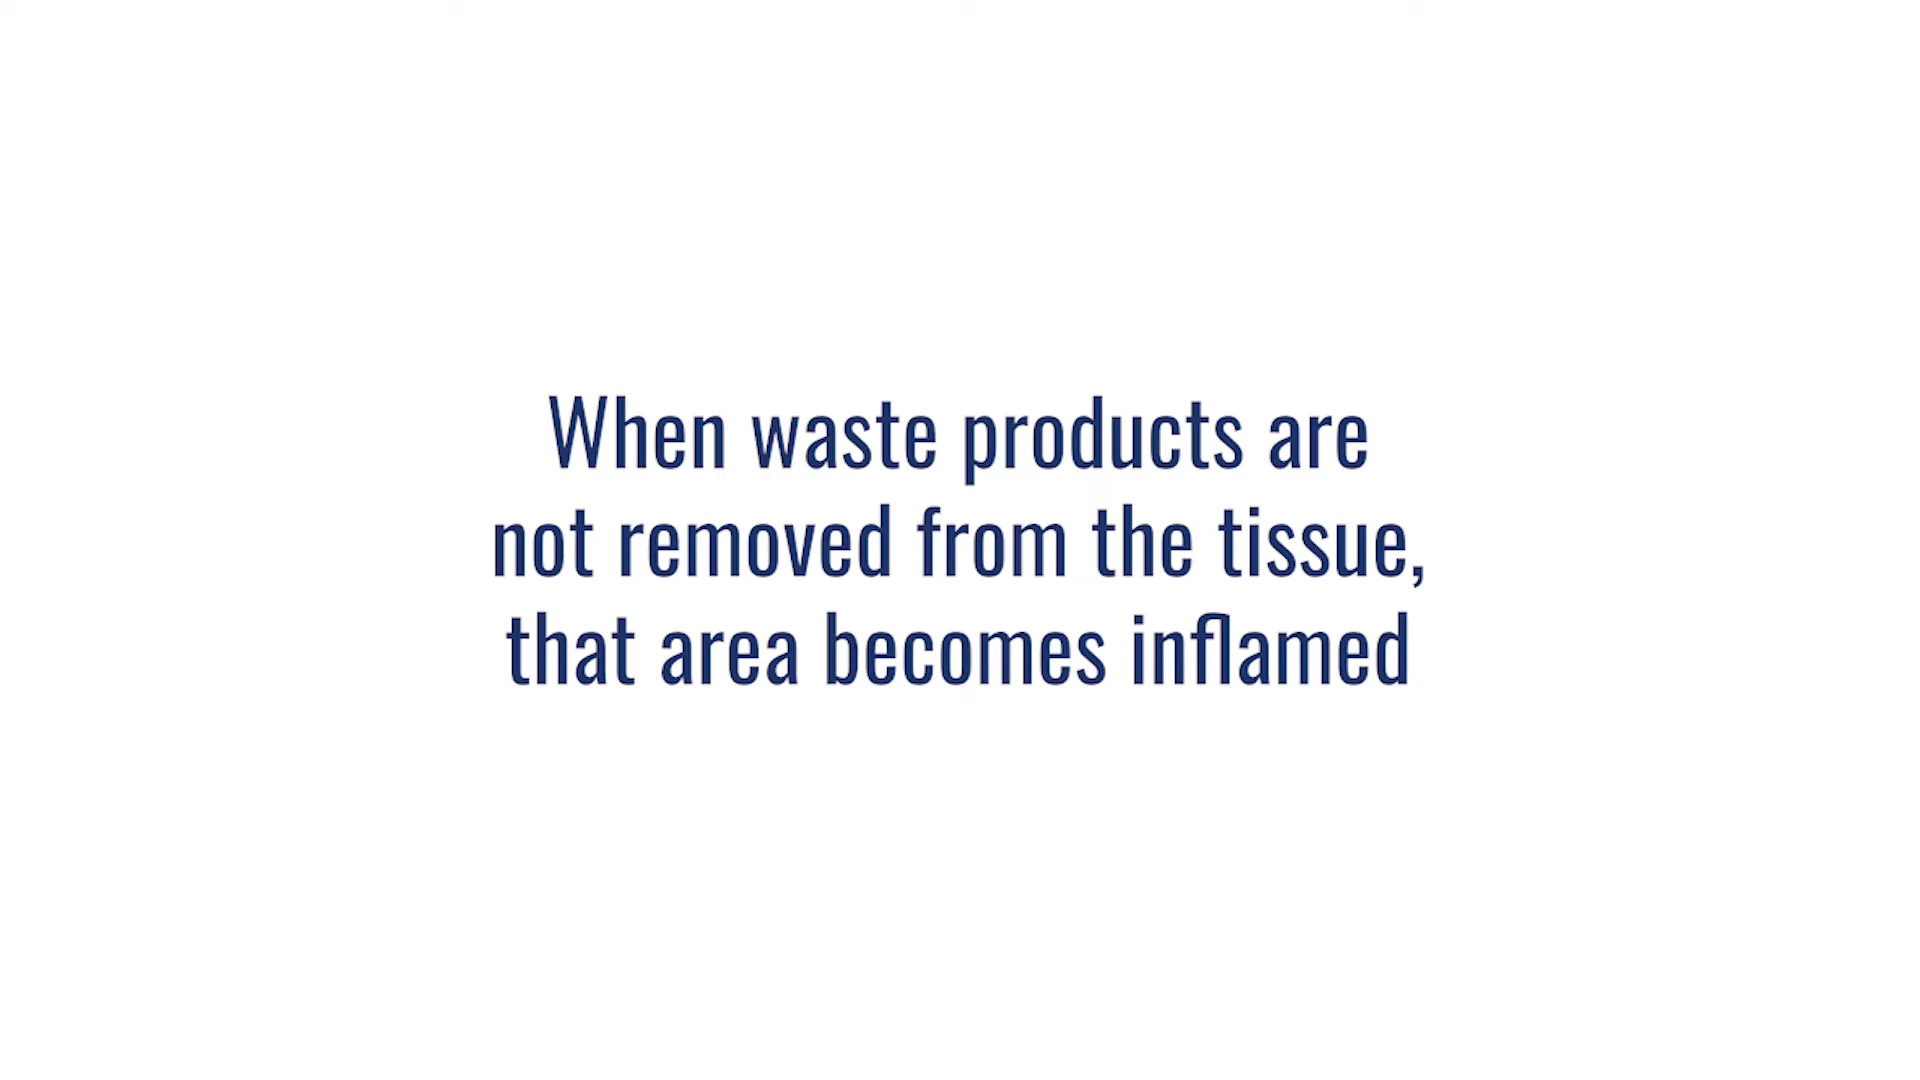 When waste products are
not removed from the tissue,
that area becomes inflamed